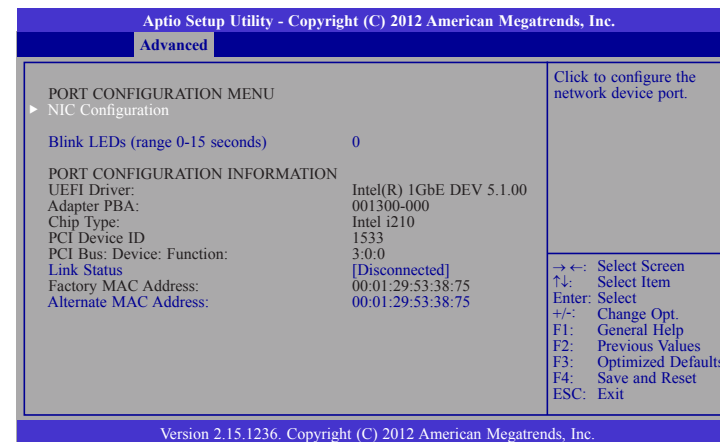 Aptio Setup Utility - Copyright (C) 2012 American Megatrends, Inc.
Advanced
PORT CONFIGURATION MENU
► NIC Configuration
Blink LEDs (range 0-15 seconds) 0
PORT CONFIGURATION INFORMATION
UEFI Driver: Intel(R) 1GbE DEV 5.1.00
Adapter PBA: 001300-000
Chip Type: Intel i210
PCI Device ID 1533
PCI Bus: Device: Function: 3:0:0
Link Status [Disconnected]
Factory MAC Address: 00:01:29:53:38:75
Alternate MAC Address: 00:01:29:53:38:75
Click to configure the
network device port.
→←: Select Screen
↑↓: Select Item
Enter: Select
+/-: Change Opt.
F1: General Help
F2: Previous Values
F3: Optimized Defaults
F4: Save and Reset
ESC: Exit
Version 2.15.1236. Copyright (C) 2012 American Megatrends, Inc.